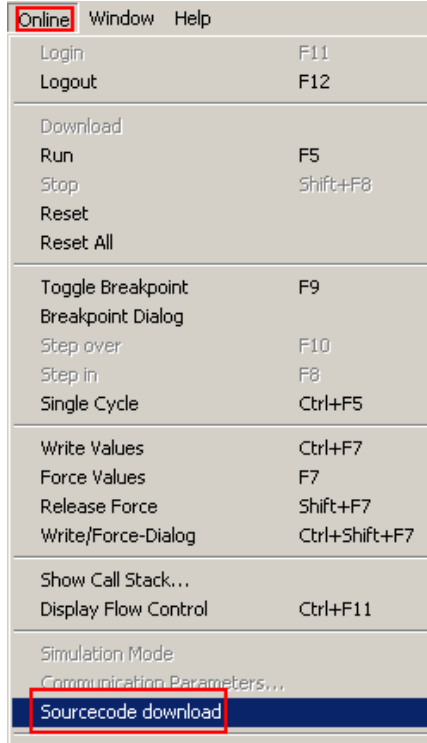 Online Window Help
Login F11
Logout F12
Download
Run F5
Stop Shift+F8
Reset
Reset All
Toggle Breakpoint F9
Breakpoint Dialog
Step over F10
Step in F8
Single Cycle Ctrl+F5
Write Values Ctrl+F7
Force Values F7
Release Force Shift+F7
Write/Force-Dialog Ctrl+Shift+F7
Show Call Stack...
Display Flow Control Ctrl+F11
Simulation Mode
Communication Parameters...
Sourcecode download